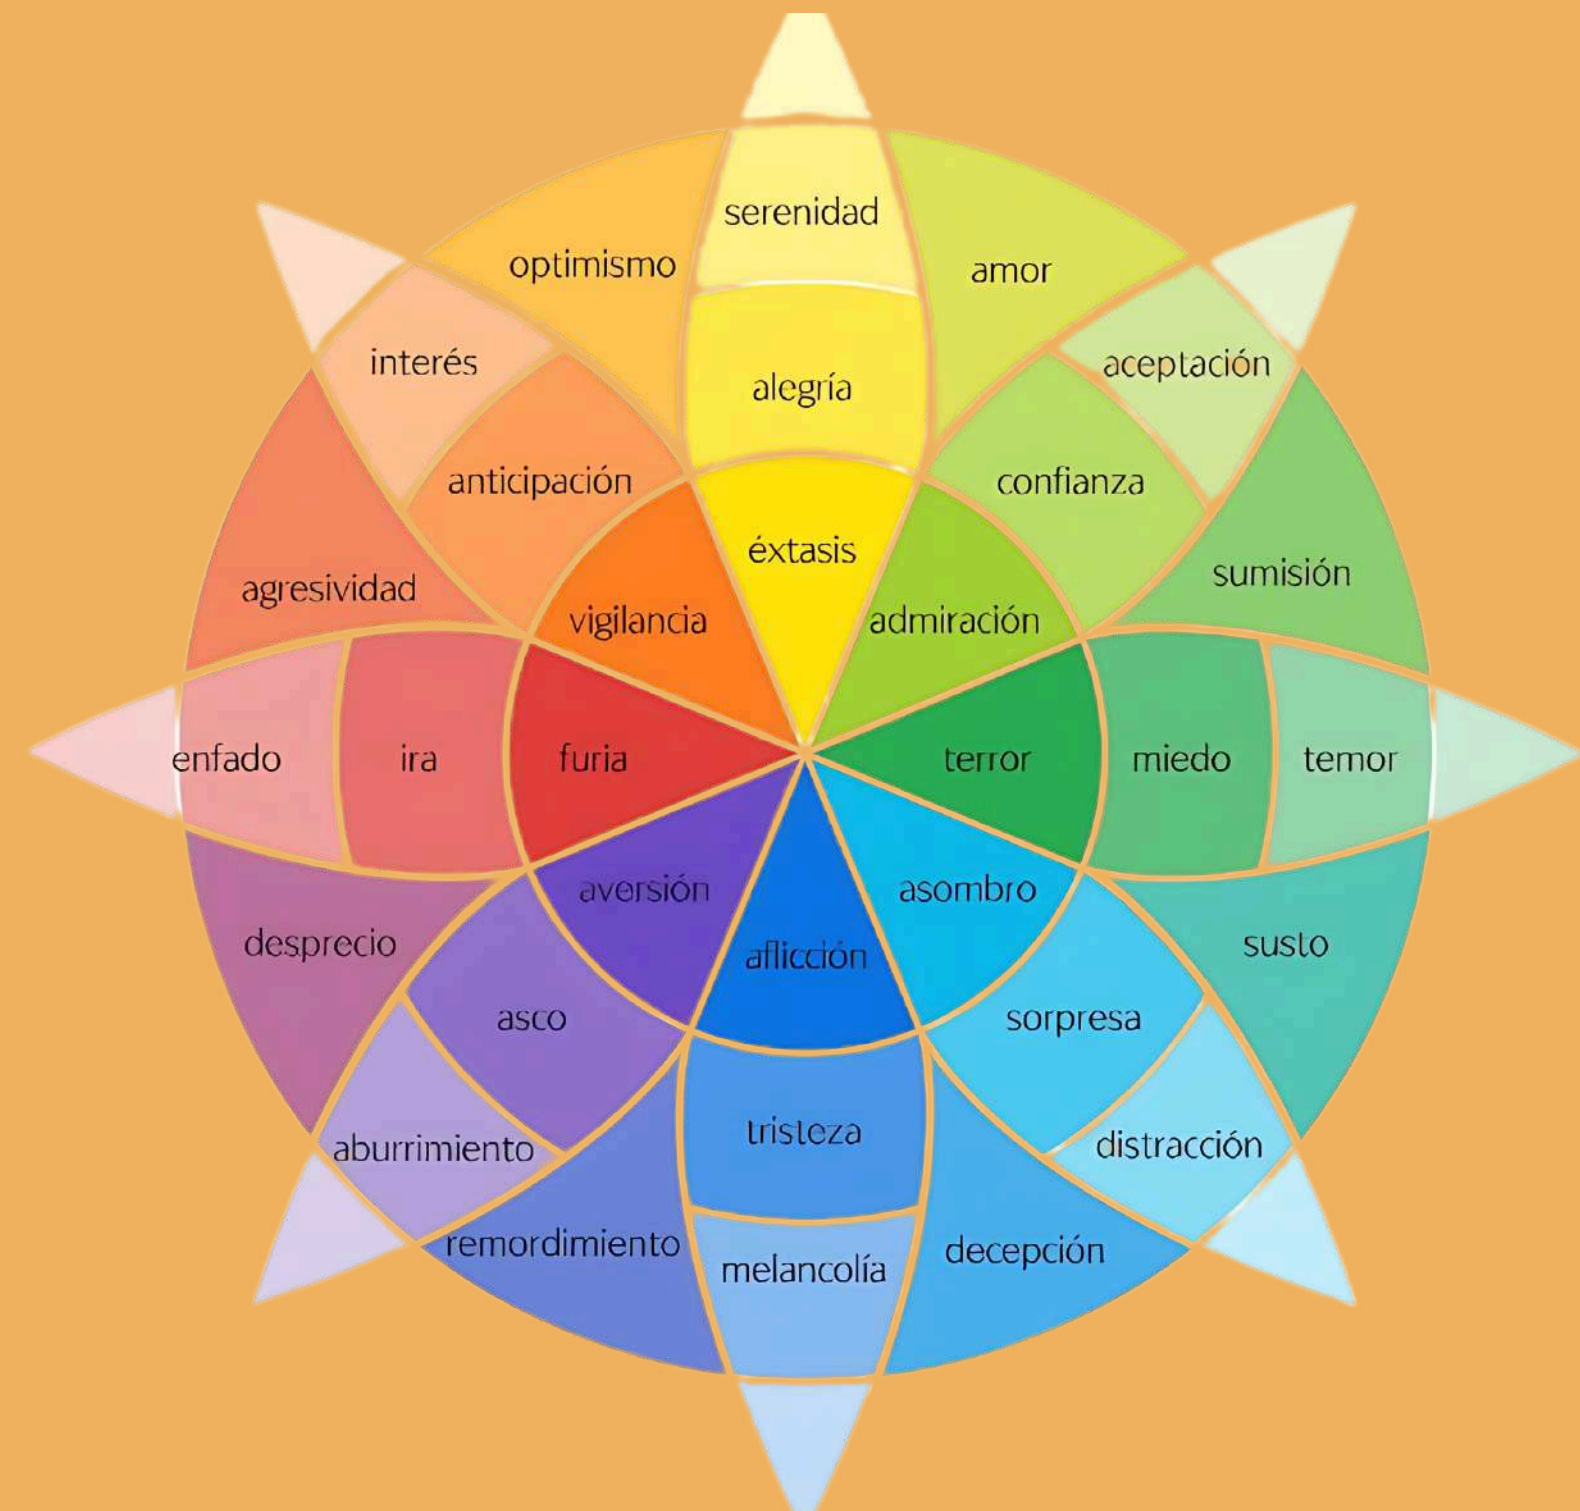 serenidad
optimismo
amor
interés
aceptación
alegría
anticipación
confianza
éxtasis
sumisión
agresividad
vigilancia
admiración
enfado
ira
furia
terror
miedo
temor
aversión
asombro
desprecio
aflicción
susto
asco
sorpresa
tristeza
aburrimiento
distracción
remordimiento
melancolía
decepción